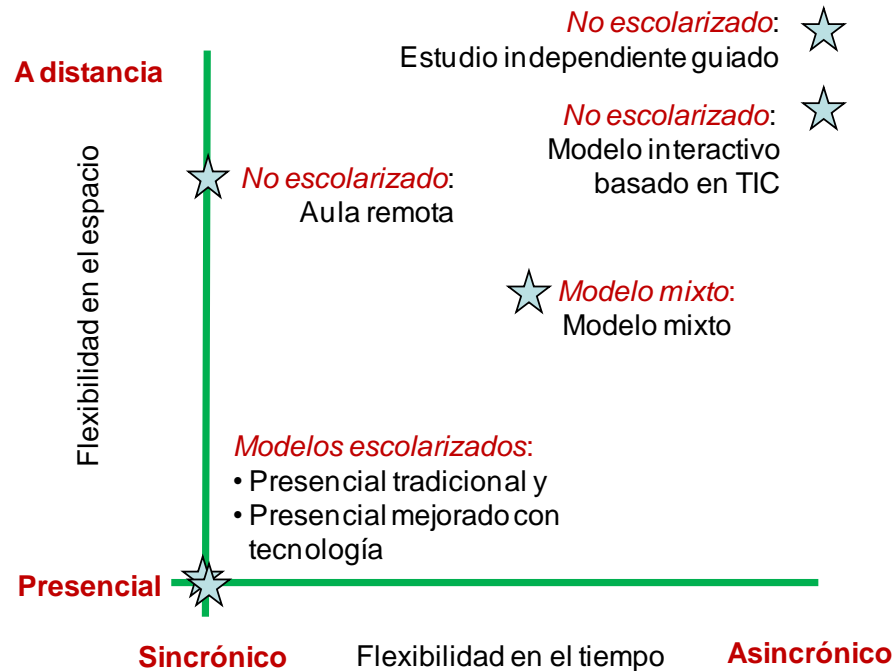 No escolarizado:
Estudio independiente guiado
A distancia
No escolarizado:
Modelo interactivo
basado en TIC
Flexibilidad en el espacio
No escolarizado:
Aula remota
Modelo mixto:
Modelo mixto
Modelos escolarizados:
• Presencial tradicional y
• Presencial mejorado con
tecnología
Presencial
Sincrónico
Flexibilidad en el tiempo
Asincrónico